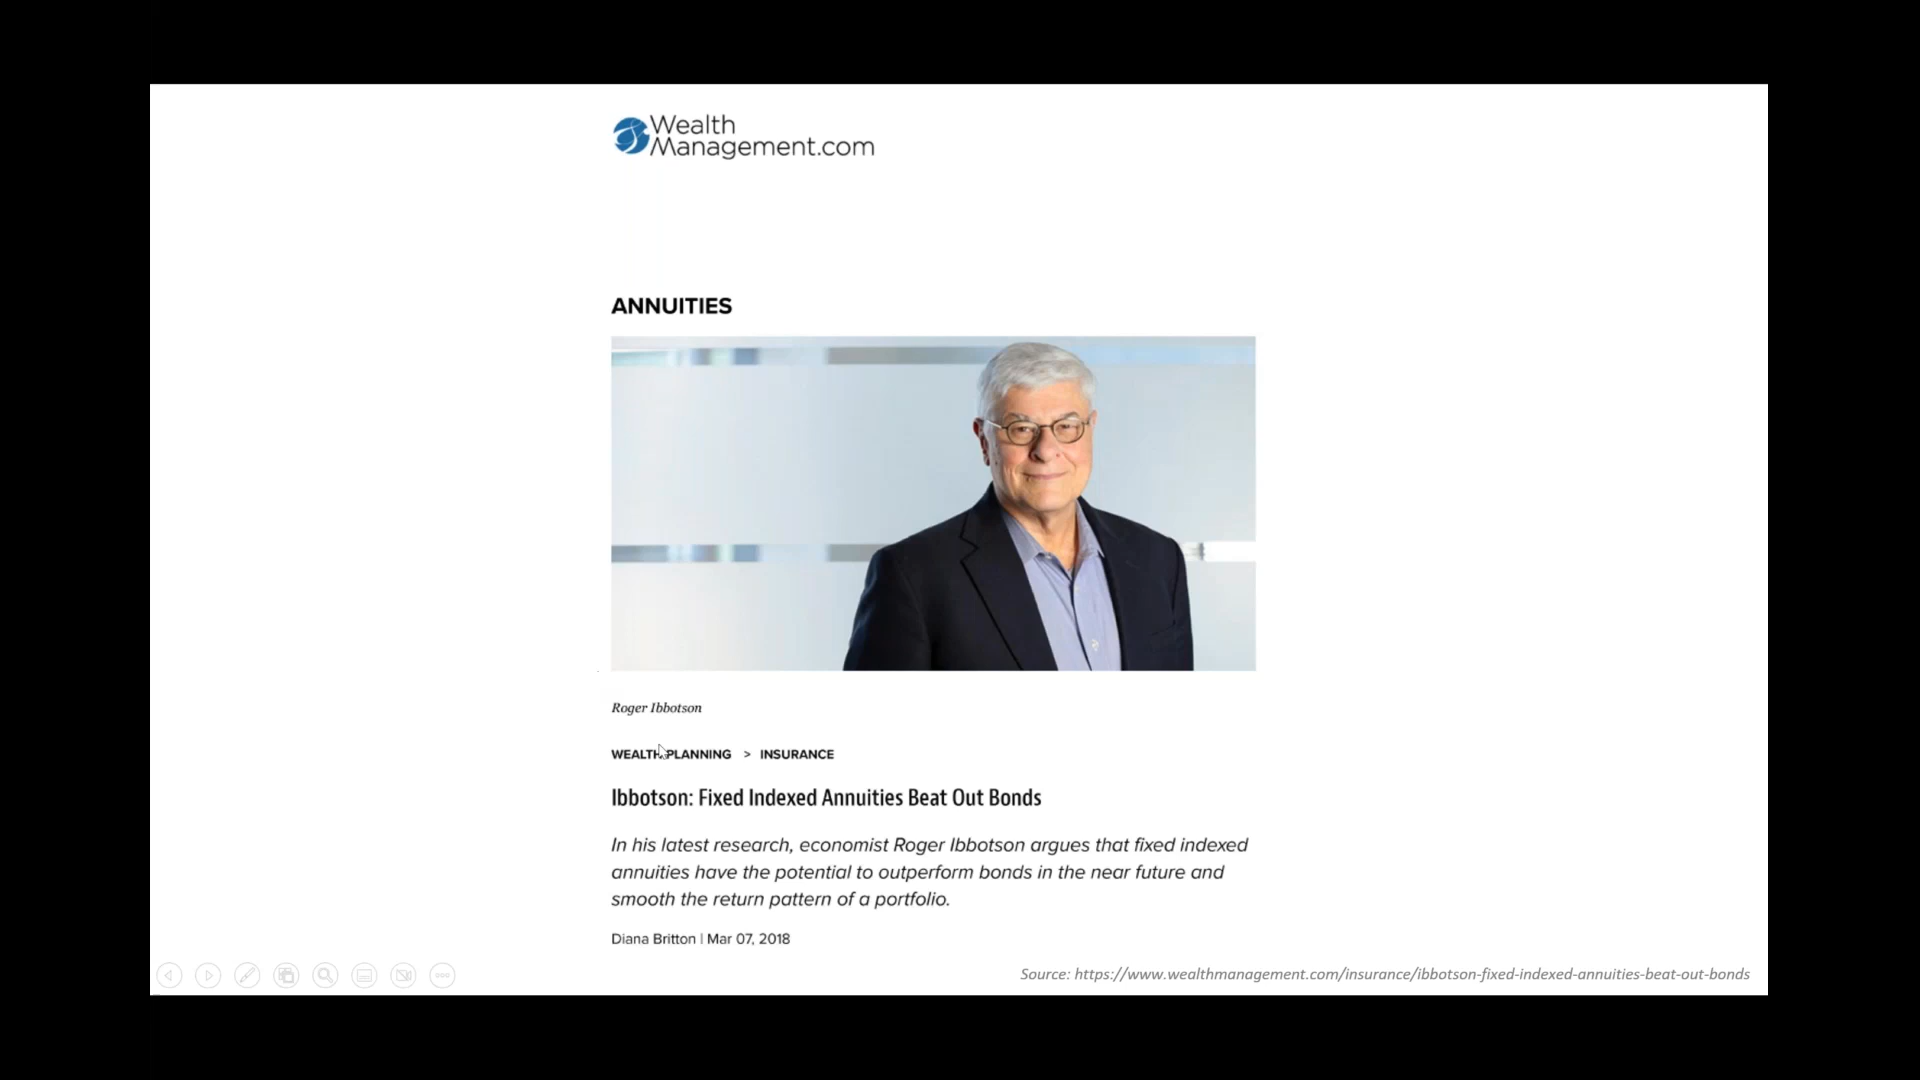 Wealth
Management.com
ANNUITIES
Roger Ibbotson
WEALTH PLANNING > INSURANCE
Ibbotson: Fixed Indexed Annuities Beat Out Bonds
In his latest research, economist Roger Ibbotson argues that fixed indexed
annuities have the potential to outperform bonds in the near future and
smooth the return pattern of a portfolio.
Diana Britton | Mar 07, 2018
Source: https://www.wealthmanagement.com/insurance/ibbotson-fixed-indexed-annuities-beat-out-bonds